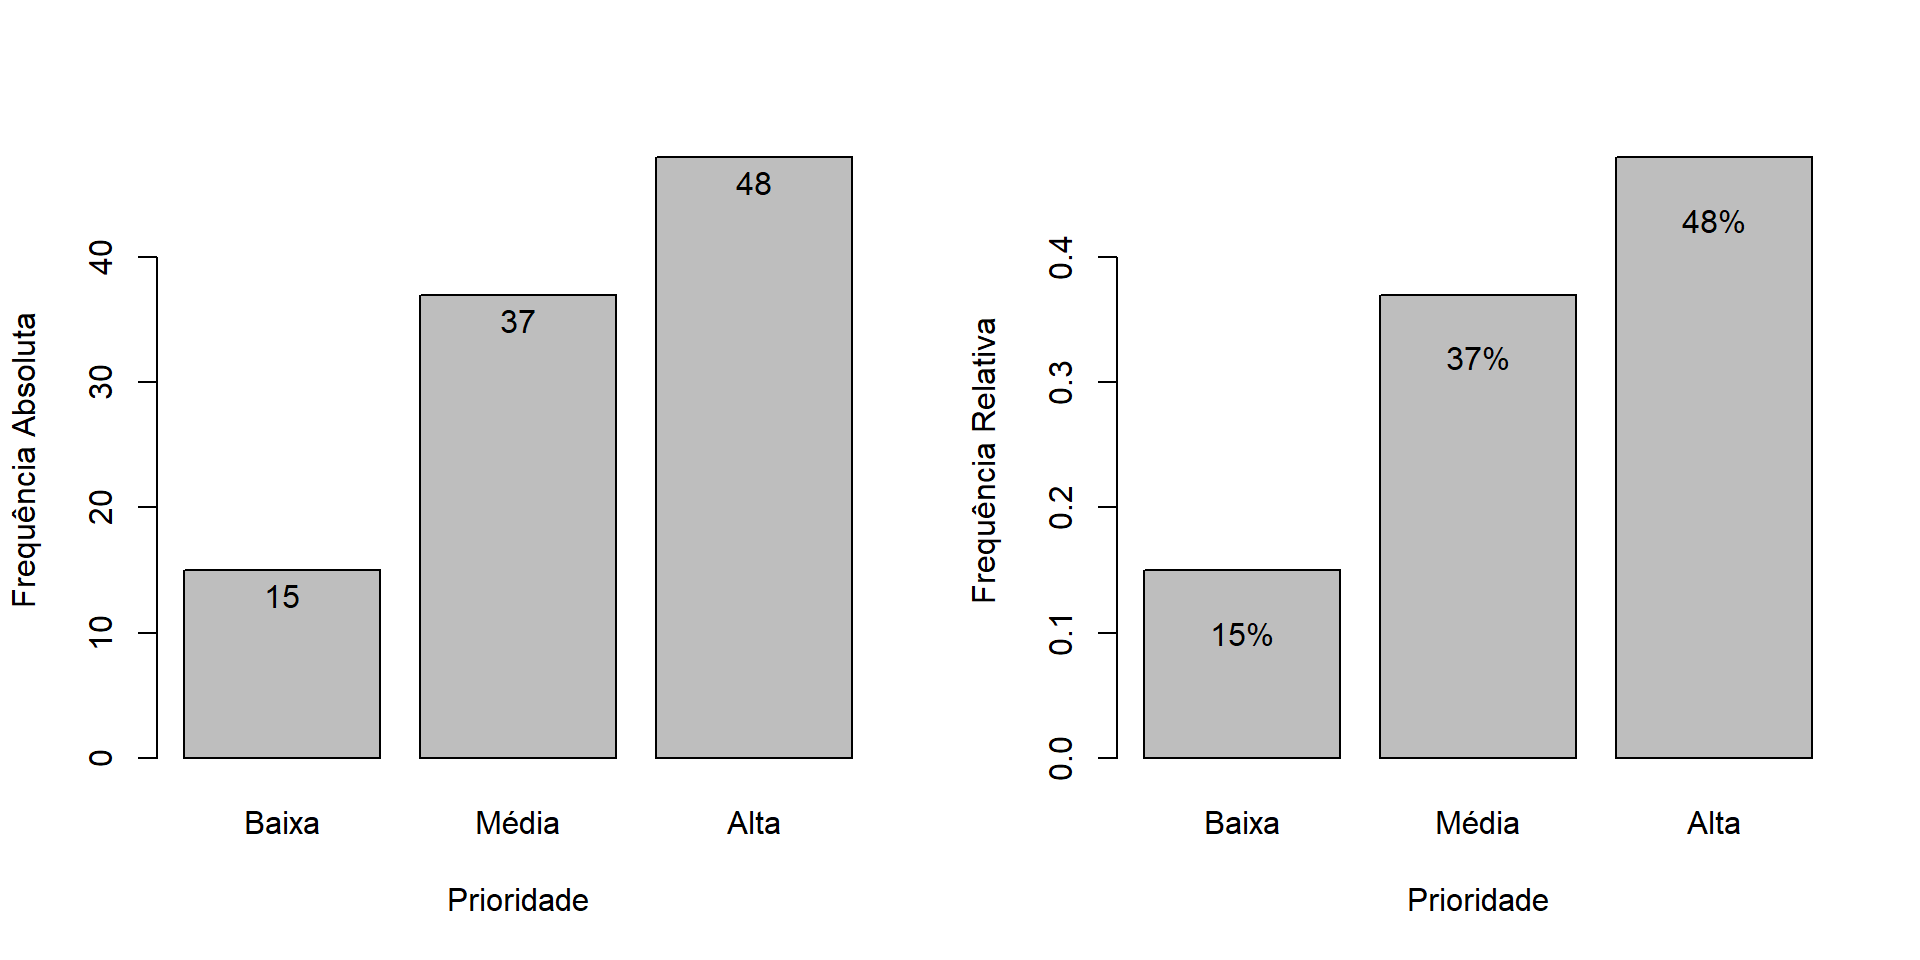 Frequência Absoluta
40
30
20
10
0
48
37
15
Baixa Média Alta
Prioridade
Frequência Relativa
0.4
0.3
0.2
0.1
0.0
48%
37%
15%
Baixa Média Alta
Prioridade